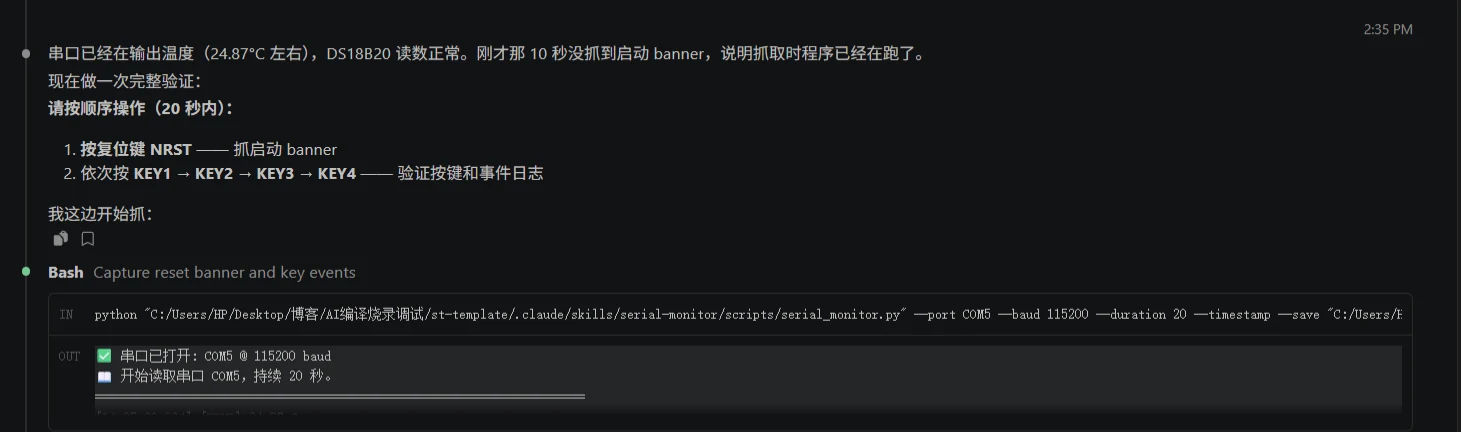 2:35 PM
串口已经在输出温度（24.87°C 左右），DS18B20 读数正常。刚才那 10 秒没抓到启动 banner，说明抓取时程序已经在跑了。
现在做一次完整验证：
请按顺序操作（20 秒内）：
1. 按复位键 NRST —— 抓启动 banner
2. 依次按 KEY1 → KEY2 → KEY3 → KEY4 —— 验证按键和事件日志
我这边开始抓：
Bash Capture reset banner and key events
IN python "C:/Users/HP/Desktop/博客/AI编译烧录调试/st-template/.claude/skills/serial-monitor/scripts/serial_monitor.py" --port COM5 --baud 115200 --duration 20 --timestamp --save "C:/Users/H
OUT ✅ 串口已打开: COM5 @ 115200 baud
📖 开始读取串口 COM5，持续 20 秒。